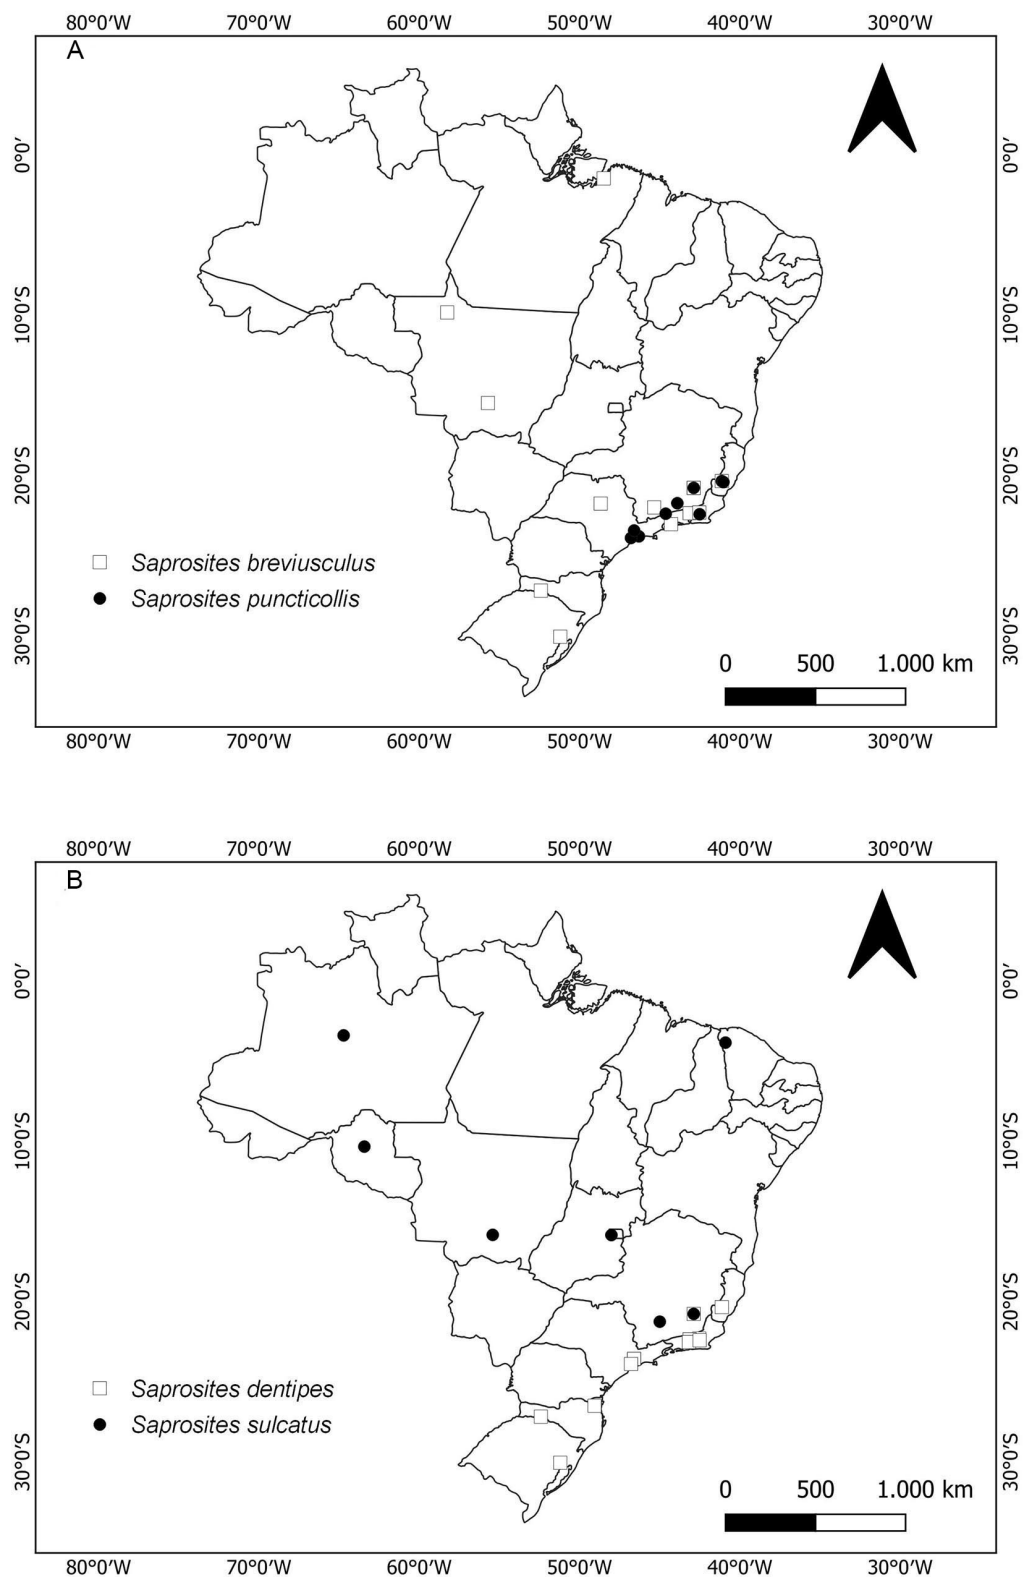 80°0′W 70°0′W 60°0′W 50°0′W 40°0′W 30°0′W
A
0°0′ 0°0′
10°0′S 10°0′S
20°0′S 20°0′S
Saprosites breviusculus
Saprosites puncticollis
30°0′S 30°0′S
0 500 1.000 km
80°0′W 70°0′W 60°0′W 50°0′W 40°0′W 30°0′W
80°0′W 70°0′W 60°0′W 50°0′W 40°0′W 30°0′W
B
0°0′ 0°0′
10°0′S 10°0′S
20°0′S 20°0′S
Saprosites dentipes
Saprosites sulcatus
30°0′S 30°0′S
0 500 1.000 km
80°0′W 70°0′W 60°0′W 50°0′W 40°0′W 30°0′W